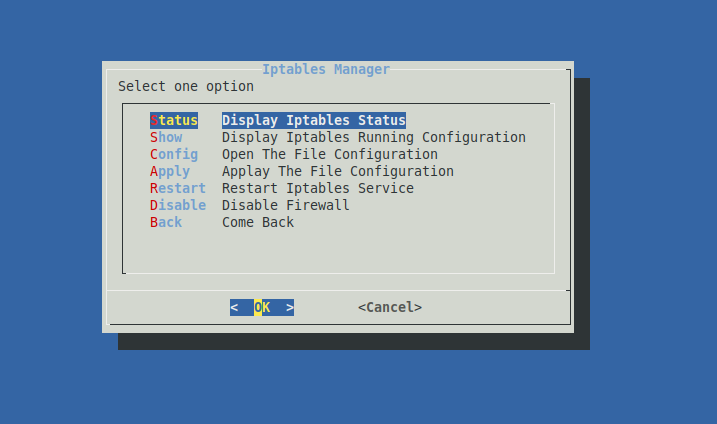 Iptables Manager
Select one option
Status Display Iptables Status
Show Display Iptables Running Configuration
Config Open The File Configuration
Apply Applay The File Configuration
Restart Restart Iptables Service
Disable Disable Firewall
Back Come Back
< OK > <Cancel>